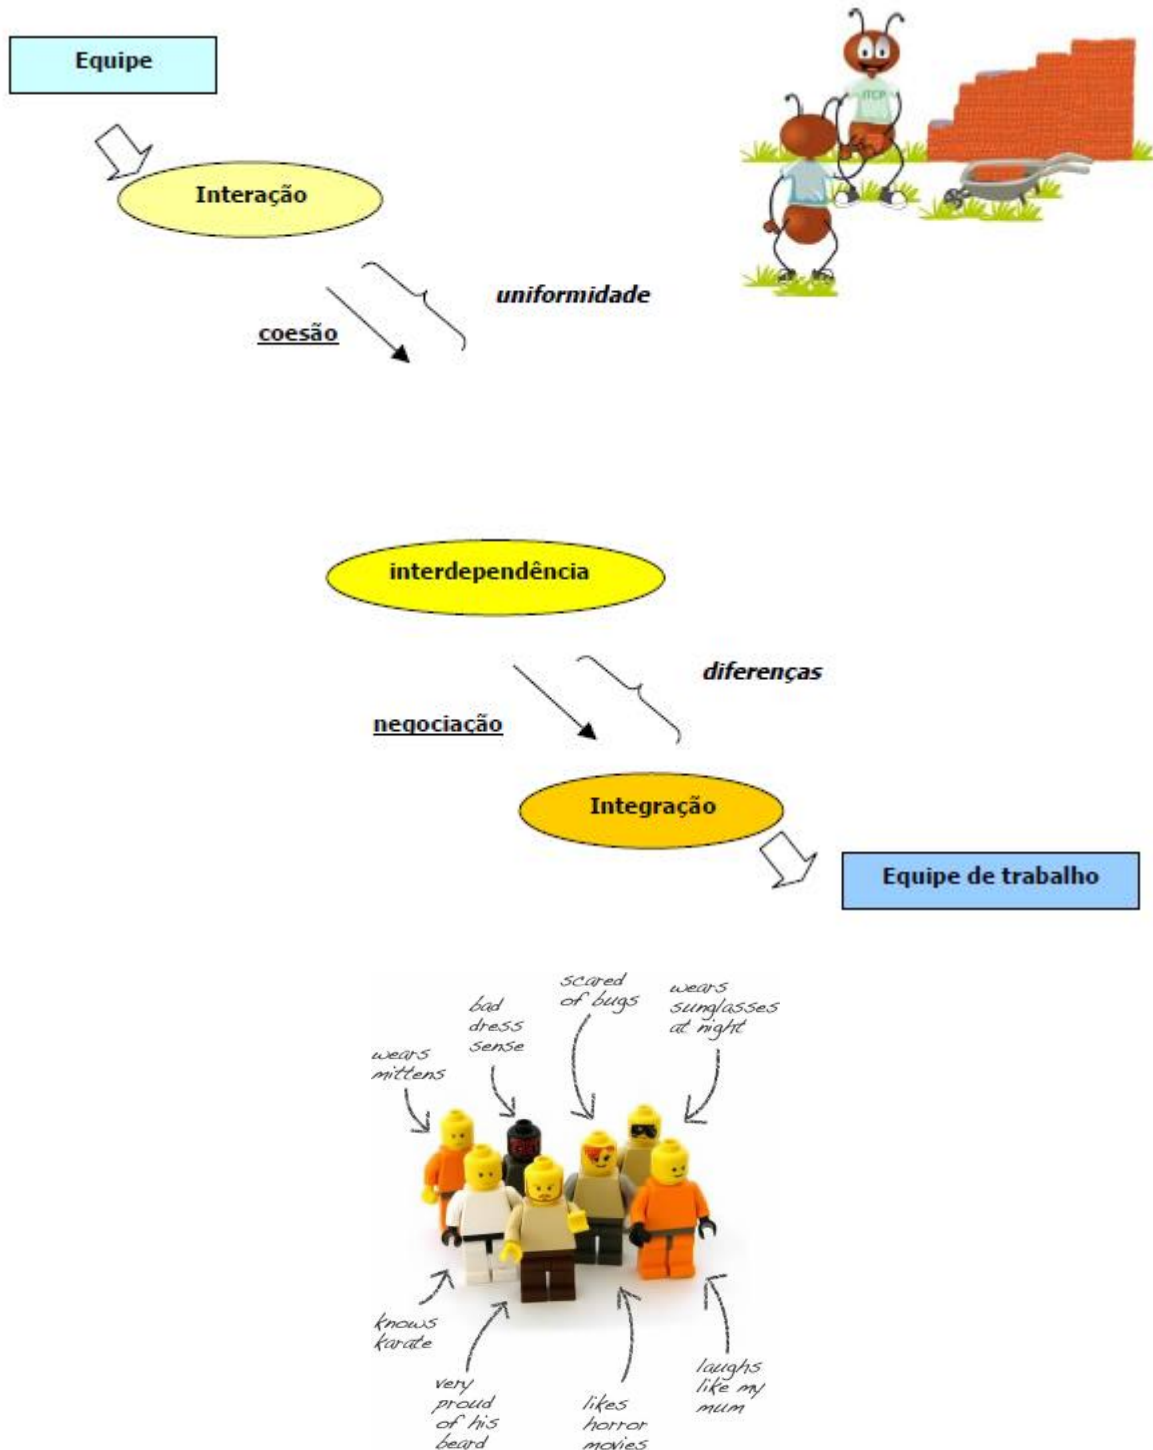 Equipe
ITCP
Interação
uniformidade
coesão
interdependência
diferenças
negociação
Integração
Equipe de trabalho
wears
mittens
bad
dress
sense
scared
of bugs
wears
sunglasses
at night
knows
karate
very
proud
of his
beard
likes
horror
movies
laughs
like my
mum